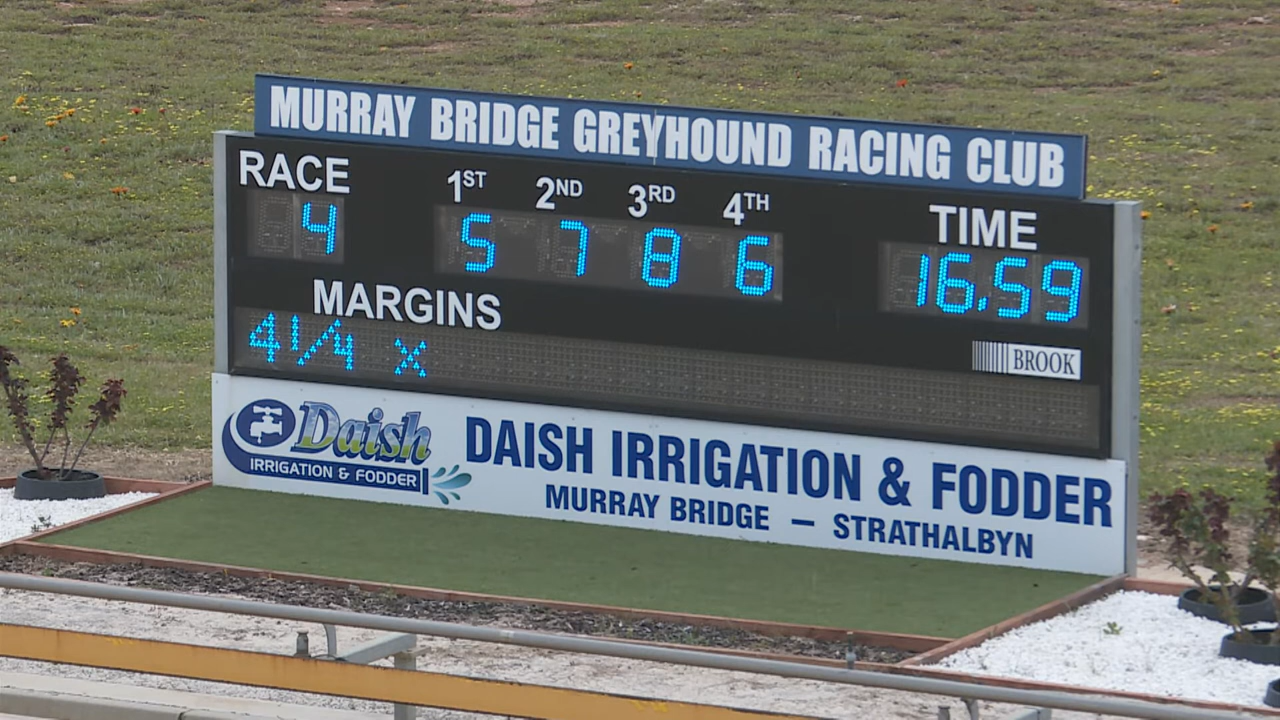 MURRAY BRIDGE GREYHOUND RACING CLUB
RACE 1ST 2ND 3RD 4TH TIME
4 5 7 8 6 16.59
MARGINS
4 1/4 x
BROOK
Daish
IRRIGATION & FODDER
DAISH IRRIGATION & FODDER
MURRAY BRIDGE – STRATHALBYN